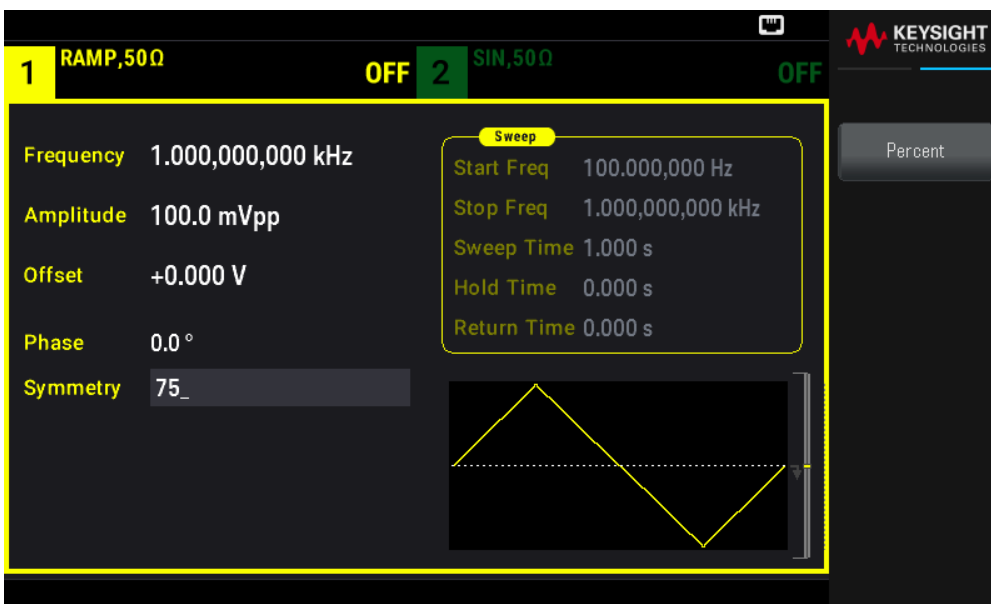 KEYSIGHT
TECHNOLOGIES
1 RAMP,50Ω OFF 2 SIN,50Ω OFF
Frequency 1.000,000,000 kHz
Amplitude 100.0 mVpp
Offset +0.000 V
Phase 0.0 °
Symmetry 75_
Sweep
Start Freq 100.000,000 Hz
Stop Freq 1.000,000,000 kHz
Sweep Time 1.000 s
Hold Time 0.000 s
Return Time 0.000 s
Percent